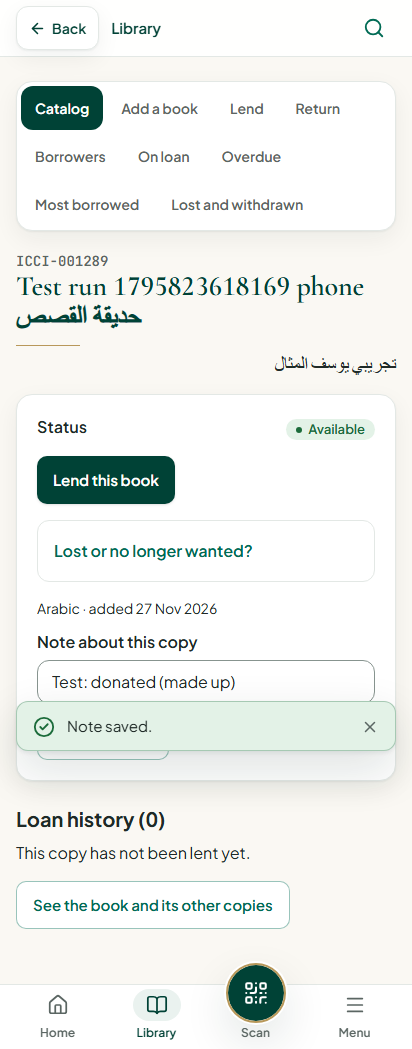 Back
Library
Catalog
Add a book
Lend
Return
Borrowers
On loan
Overdue
Most borrowed
Lost and withdrawn
ICCI-001289
Test run 1795823618169 phone
حديقة القصص
تجريبي يوسف المثال
Status
Available
Lend this book
Lost or no longer wanted?
Arabic · added 27 Nov 2026
Note about this copy
Test: donated (made up)
Note saved.
Loan history (0)
This copy has not been lent yet.
See the book and its other copies
Home
Library
Scan
Menu